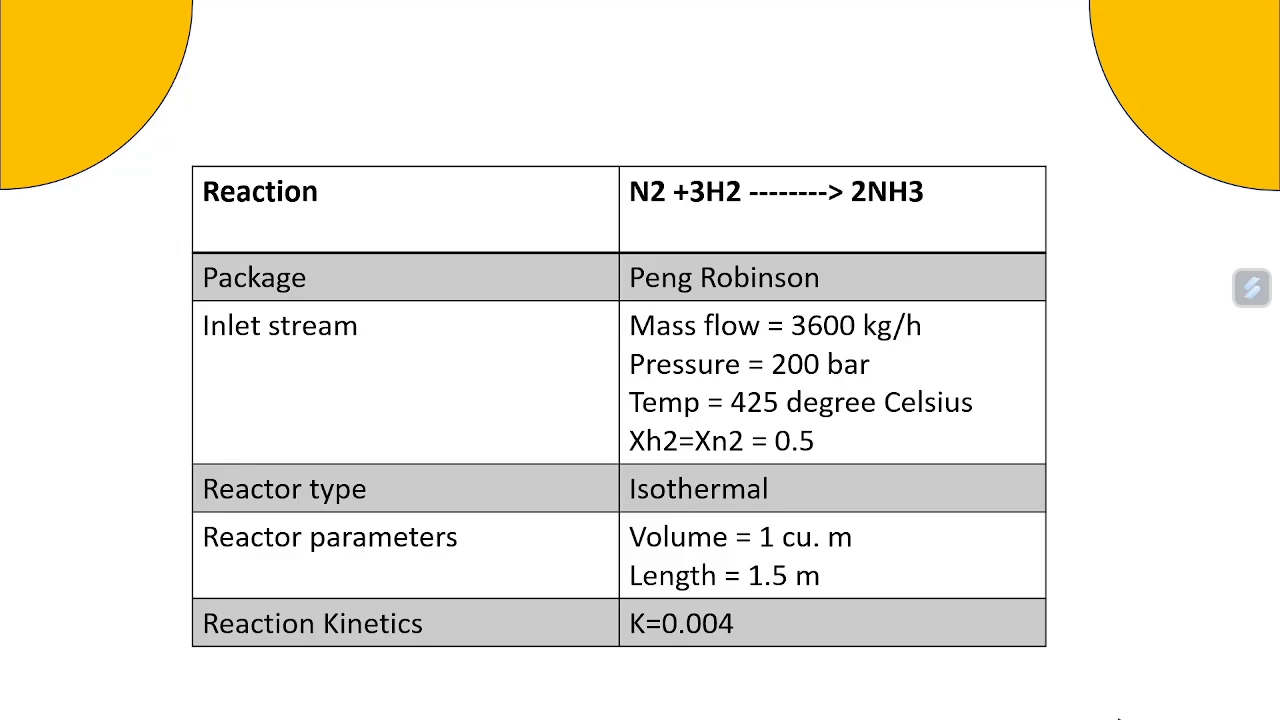 Reaction
N2 +3H2 --------> 2NH3
Package
Peng Robinson
Inlet stream
Mass flow = 3600 kg/h
Pressure = 200 bar
Temp = 425 degree Celsius
Xh2=Xn2 = 0.5
Reactor type
Isothermal
Reactor parameters
Volume = 1 cu. m
Length = 1.5 m
Reaction Kinetics
K=0.004